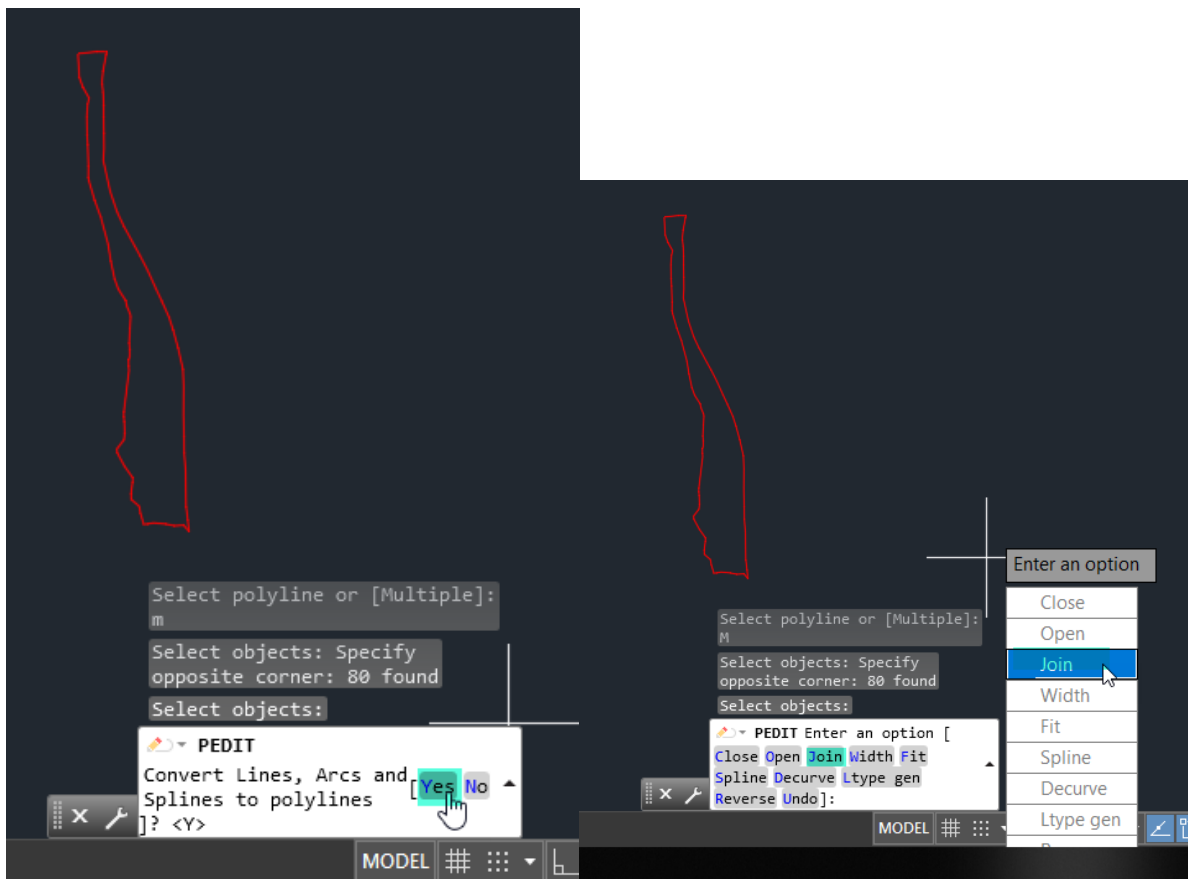 Select polyline or [Multiple]:
m
Select objects: Specify
opposite corner: 80 found
Select objects:
PEDIT
Convert Lines, Arcs and
Splines to polylines [Yes No
]? <Y>
MODEL
Enter an option
Close
Open
Join
Width
Fit
Spline
Decurve
Ltype gen
Select polyline or [Multiple]:
M
Select objects: Specify
opposite corner: 80 found
Select objects:
PEDIT Enter an option [
Close Open Join Width Fit
Spline Decurve Ltype gen
Reverse Undo]:
MODEL